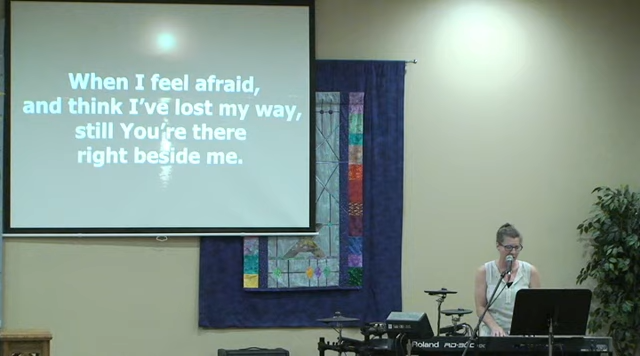 When I feel afraid,
and think I've lost my way,
still You're there
right beside me.
Roland